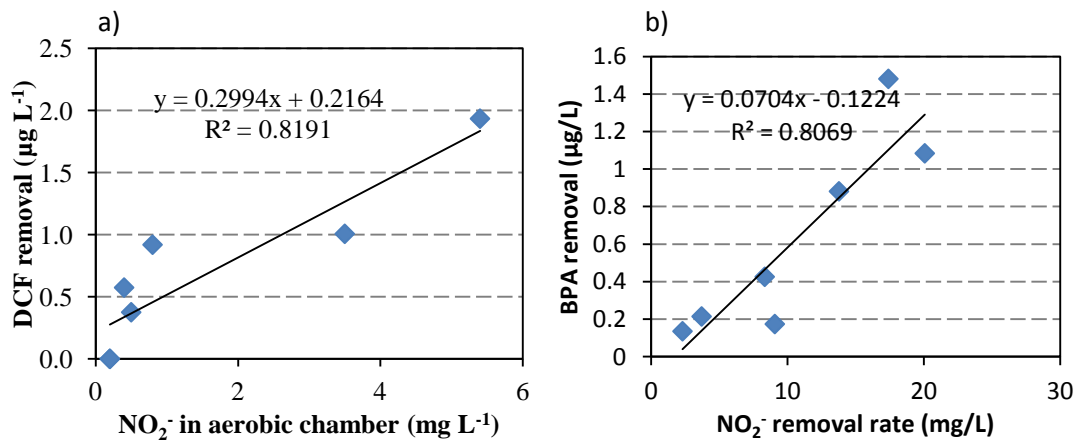 a)
2.5
2.0
1.5
1.0
0.5
0.0
DCF removal (µg L⁻¹)
y = 0.2994x + 0.2164
R² = 0.8191
0 2 4 6
NO₂⁻ in aerobic chamber (mg L⁻¹)
b)
1.6
1.4
1.2
1
0.8
0.6
0.4
0.2
0
BPA removal (µg/L)
y = 0.0704x - 0.1224
R² = 0.8069
0 10 20 30
NO₂⁻ removal rate (mg/L)